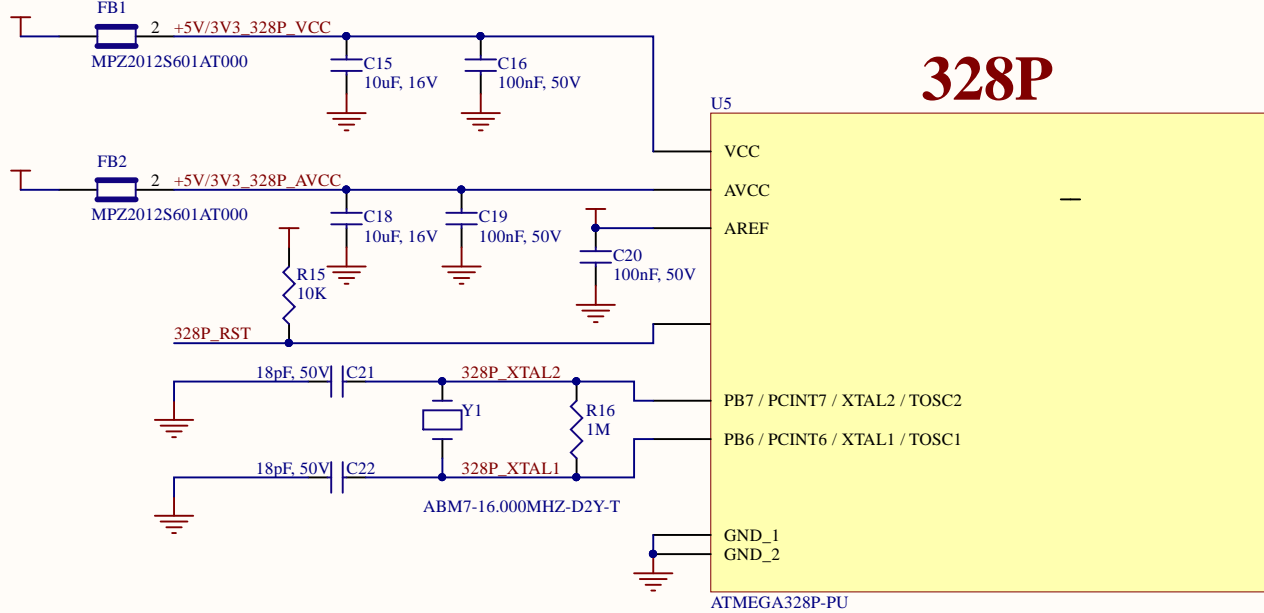 FB1
2 +5V/3V3_328P_VCC
MPZ2012S601AT000
C15
10uF, 16V
C16
100nF, 50V
328P
U5
VCC
FB2
2 +5V/3V3_328P_AVCC
MPZ2012S601AT000
C18
10uF, 16V
C19
100nF, 50V
AVCC
AREF
C20
100nF, 50V
R15
10K
328P_RST
18pF, 50V C21
328P_XTAL2
Y1
R16
1M
PB7 / PCINT7 / XTAL2 / TOSC2
PB6 / PCINT6 / XTAL1 / TOSC1
18pF, 50V C22
328P_XTAL1
ABM7-16.000MHZ-D2Y-T
GND_1
GND_2
ATMEGA328P-PU